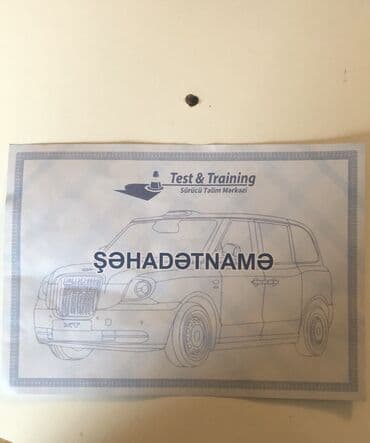 Test & Training
Sürücü Təlim Mərkəzi
ŞƏHADƏTNAMƏ